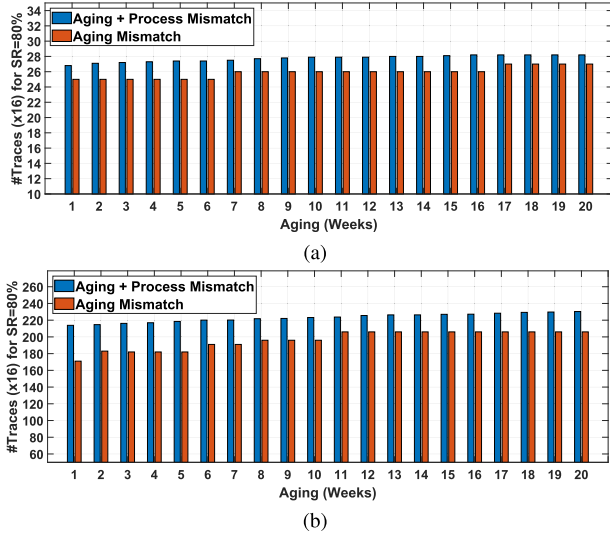 34
32
30
28
26
24
22
20
18
16
14
12
10
#Traces (x16) for SR=80%
Aging + Process Mismatch
Aging Mismatch
1 2 3 4 5 6 7 8 9 10 11 12 13 14 15 16 17 18 19 20
Aging (Weeks)
(a)
260
240
220
200
180
160
140
120
100
80
60
#Traces (x16) for SR=80%
Aging + Process Mismatch
Aging Mismatch
1 2 3 4 5 6 7 8 9 10 11 12 13 14 15 16 17 18 19 20
Aging (Weeks)
(b)